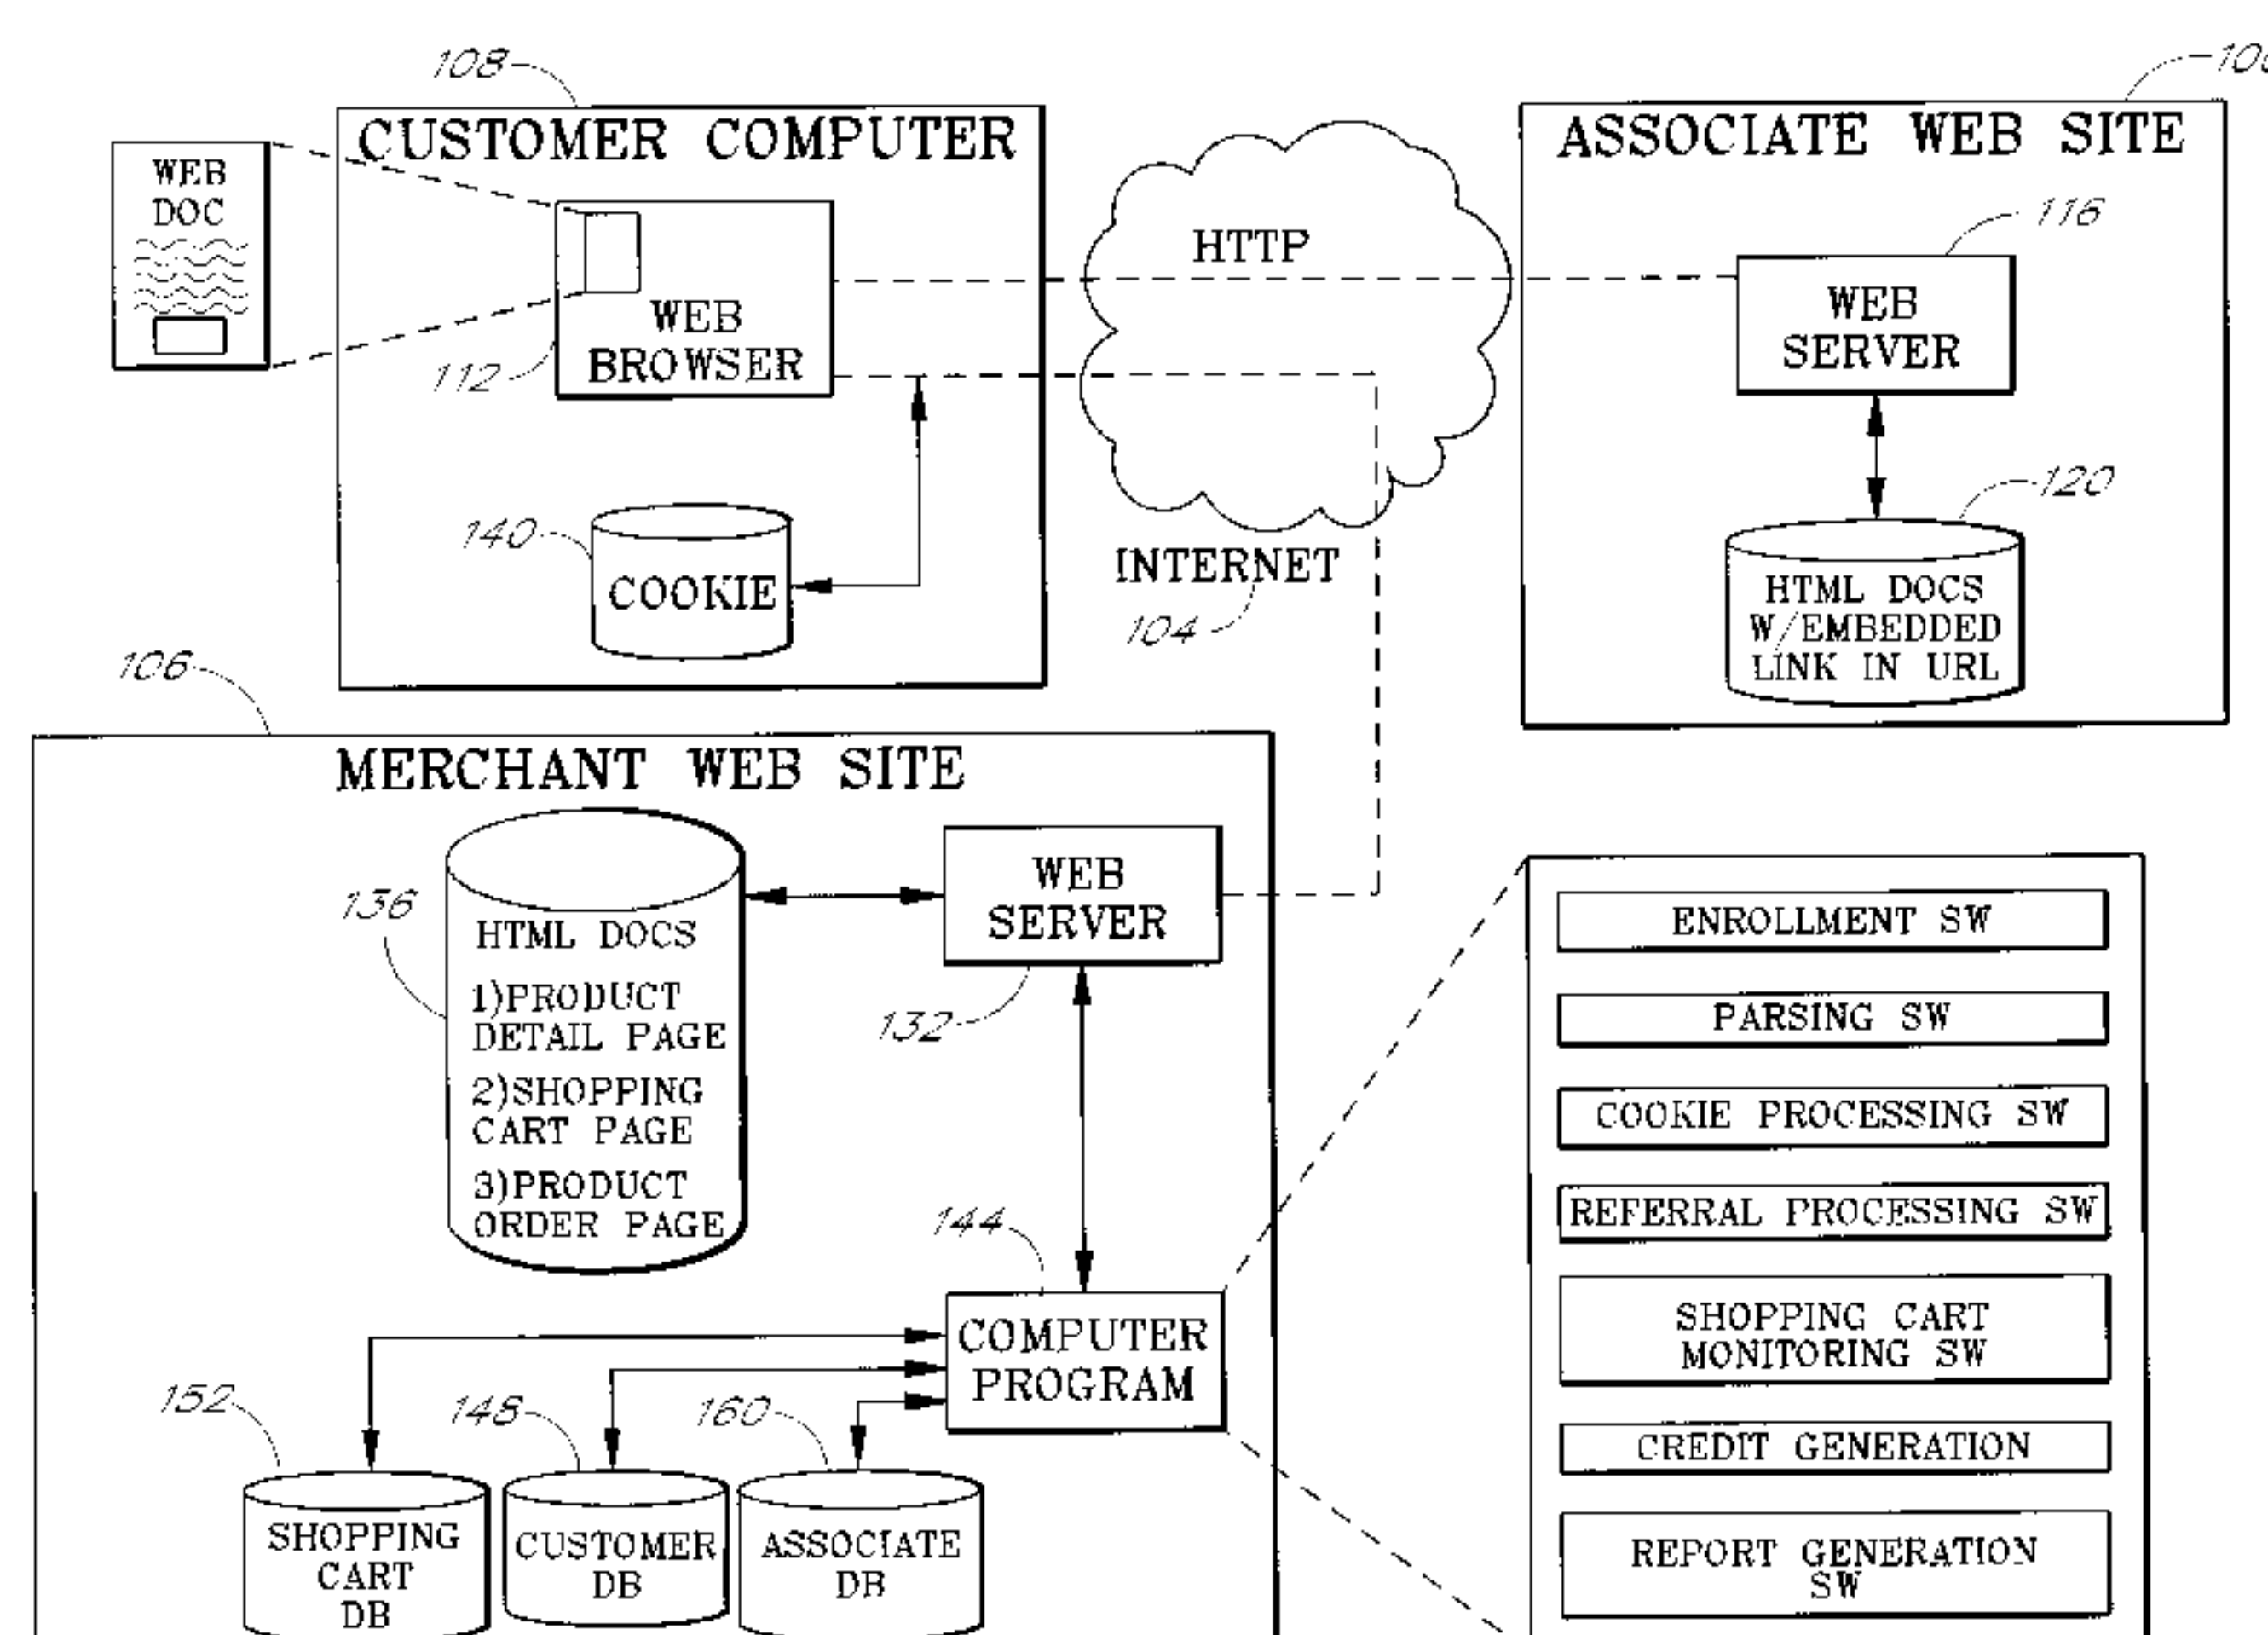 108
CUSTOMER COMPUTER
WEB
DOC
WEB
BROWSER
112
140
COOKIE
HTTP
INTERNET
104
ASSOCIATE WEB SITE
116
WEB
SERVER
120
HTML DOCS
W/EMBEDDED
LINK IN URL
106
MERCHANT WEB SITE
136
HTML DOCS
1)PRODUCT
DETAIL PAGE
2)SHOPPING
CART PAGE
3)PRODUCT
ORDER PAGE
WEB
SERVER
132
144
COMPUTER
PROGRAM
152
SHOPPING
CART
DB
148
CUSTOMER
DB
160
ASSOCIATE
DB
ENROLLMENT SW
PARSING SW
COOKIE PROCESSING SW
REFERRAL PROCESSING SW
SHOPPING CART
MONITORING SW
CREDIT GENERATION
REPORT GENERATION
SW